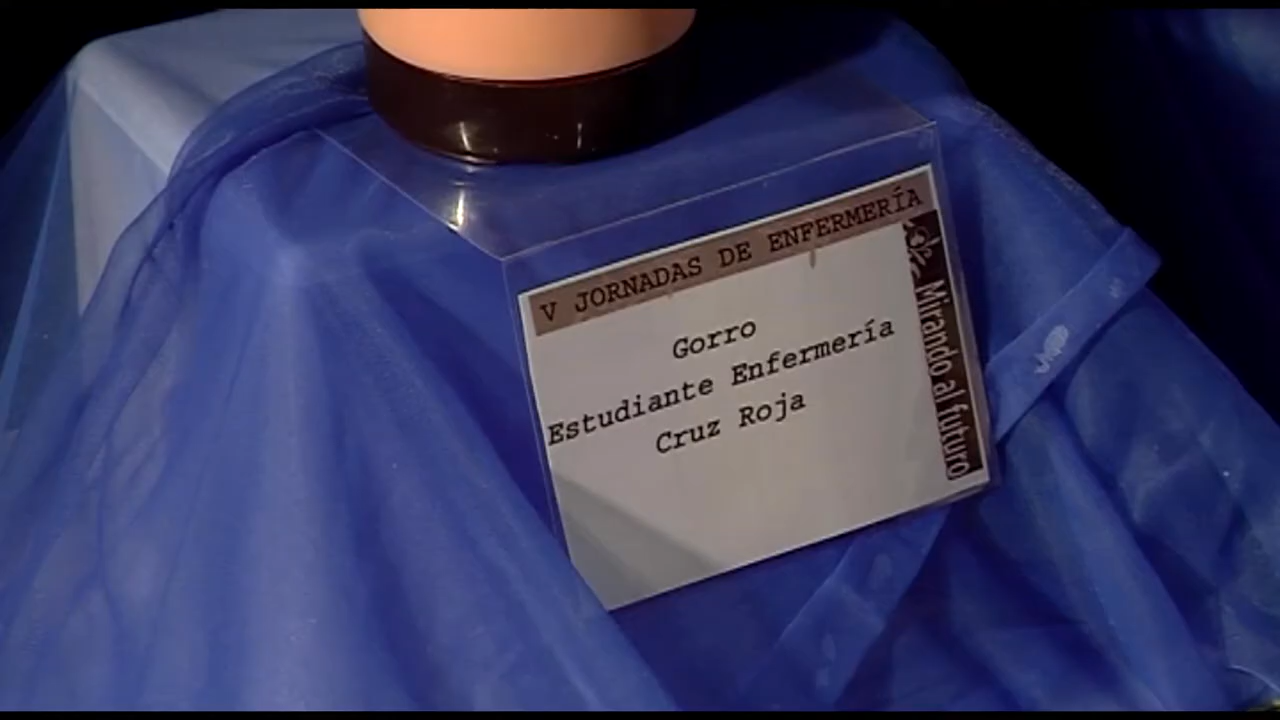 V JORNADAS DE ENFERMERÍA
Gorro
Estudiante Enfermería
Cruz Roja
Mirando al futuro